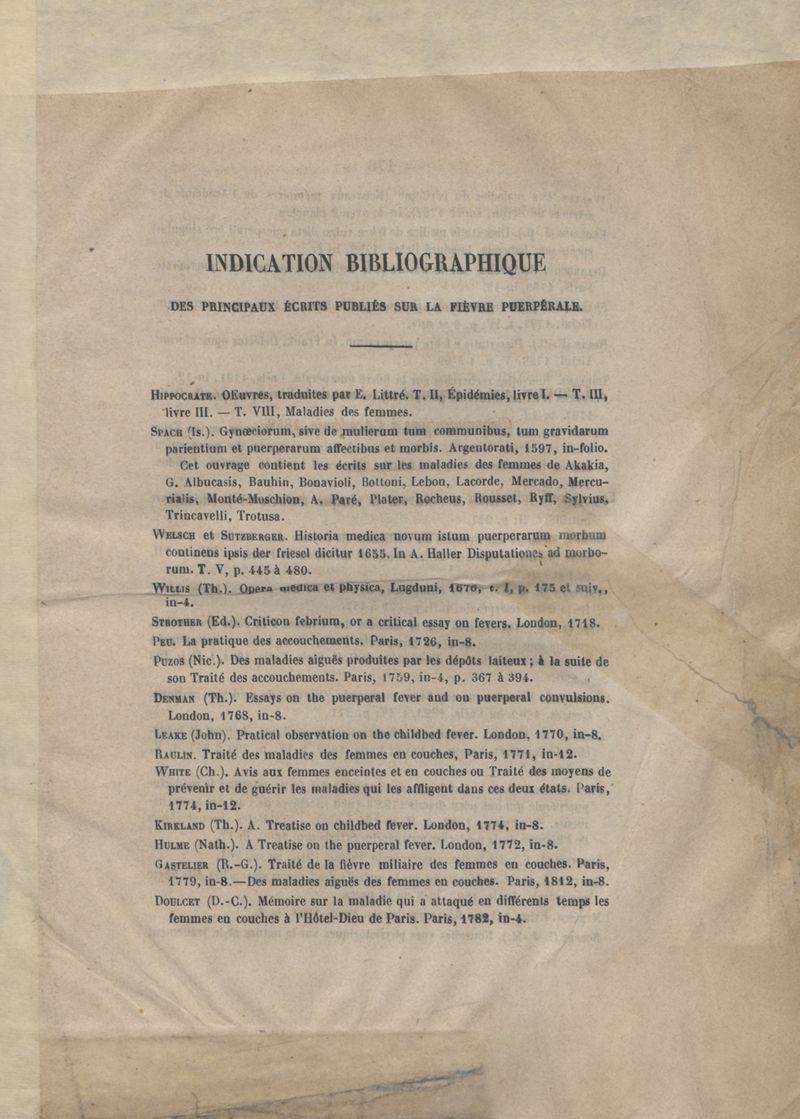 INDICATION BIBLIOGRAPHIQUE
DES PRINCIPAUX ÉCRITS PUBLIÉS SUR LA FIÈVRE PUERPÉRALE.
HIPPOCRATE. OEuvres, traduites par E. Littré. T. II, Épidémies, livre I. — T. III,
livre III. — T. VIII, Maladies des femmes.
SPACH (Is.). Gynœciorum, sive de mulierum tum communibus, tum gravidarum
parientium et puerperarum affectibus et morbis. Argentorati, 1597, in-folio.
Cet ouvrage contient les écrits sur les maladies des femmes de Akakia,
G. Albucasis, Bauhin, Bonavioli, Bottoni, Lebon, Lacorde, Mercado, Mercu-
rialis, Monté-Moschion, A. Paré, Plater, Rocheus, Rousset, Ryff, Sylvius,
Trincavelli, Trotusa.
WELSCH et SUTZBERGER. Historia medica novum istum puerperarum morbum
continens ipsis der friesel dicitur 1655. In A. Haller Disputationes ad morbo-
rum. T. V, p. 445 à 480.
WILLIS (Th.). Opera medica et physica, Lugduni, 1676, t. I, p. 175 et suiv.,
in-4.
STROTHER (Ed.). Criticon febrium, or a critical essay on fevers. London, 1718.
PEU. La pratique des accouchements. Paris, 1726, in-8.
PUZOS (Nic.). Des maladies aiguës produites par les dépôts laiteux ; à la suite de
son Traité des accouchements. Paris, 1759, in-4, p. 367 à 394.
DENMAN (Th.). Essays on the puerperal fever and on puerperal convulsions.
London, 1768, in-8.
LEAKE (John). Pratical observation on the childbed fever. London, 1770, in-8.
RAULIN. Traité des maladies des femmes en couches, Paris, 1771, in-12.
WHITE (Ch.). Avis aux femmes enceintes et en couches ou Traité des moyens de
prévenir et de guérir les maladies qui les affligent dans ces deux états. Paris,
1774, in-12.
KIRKLAND (Th.). A. Treatise on childbed fever. London, 1774, in-8.
HULME (Nath.). A Treatise on the puerperal fever. London, 1772, in-8.
GASTELIER (R.-G.). Traité de la fièvre miliaire des femmes en couches. Paris,
1779, in-8.—Des maladies aiguës des femmes en couches. Paris, 1812, in-8.
DOULCET (D.-C.). Mémoire sur la maladie qui a attaqué en différents temps les
femmes en couches à l'Hôtel-Dieu de Paris. Paris, 1782, in-4.